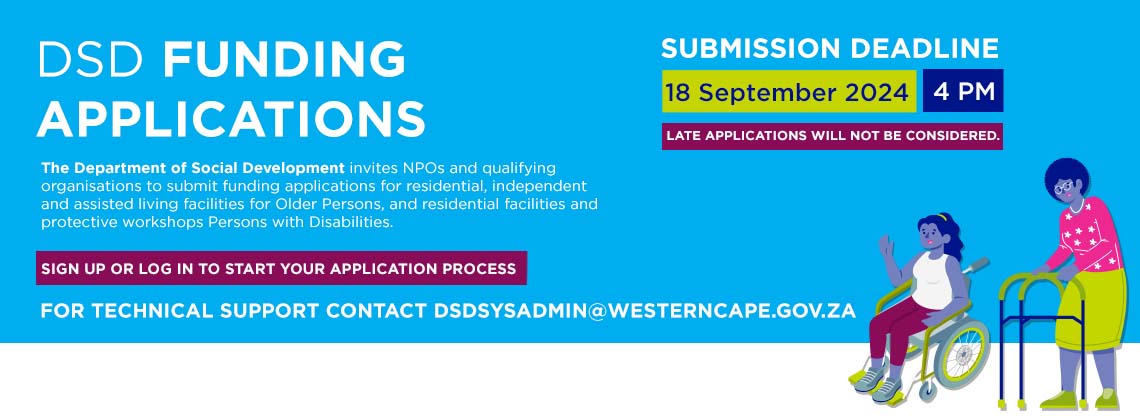 DSD FUNDING
APPLICATIONS
The Department of Social Development invites NPOs and qualifying
organisations to submit funding applications for residential, independent
and assisted living facilities for Older Persons, and residential facilities and
protective workshops Persons with Disabilities.
SIGN UP OR LOG IN TO START YOUR APPLICATION PROCESS
FOR TECHNICAL SUPPORT CONTACT DSDSYSADMIN@WESTERNCAPE.GOV.ZA
SUBMISSION DEADLINE
18 September 2024 4 PM
LATE APPLICATIONS WILL NOT BE CONSIDERED.